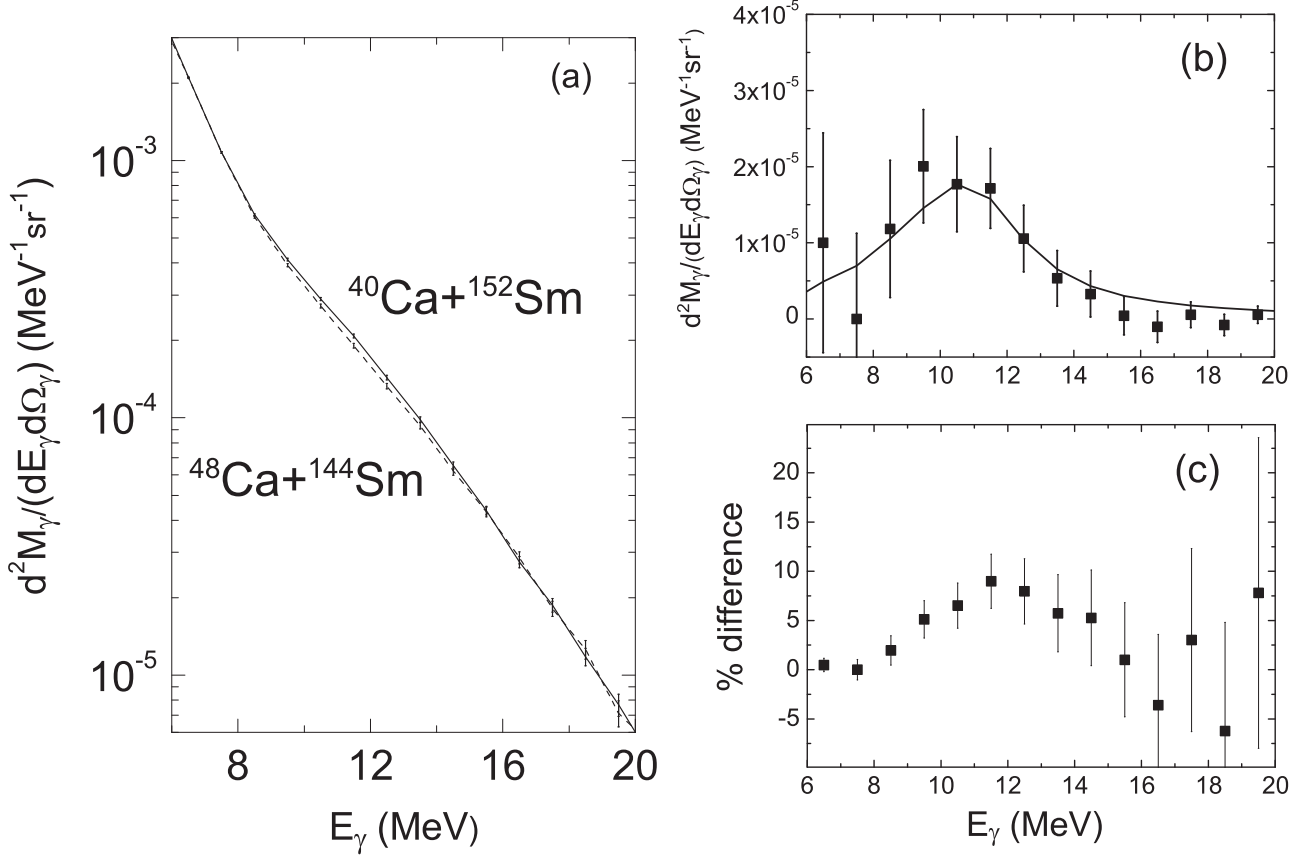 (a)
10⁻³
10⁻⁴
10⁻⁵
⁴⁰Ca+¹⁵²Sm
⁴⁸Ca+¹⁴⁴Sm
d²Mᵧ/(dEᵧdΩᵧ) (MeV⁻¹sr⁻¹)
8 12 16 20
Eᵧ (MeV)
(b)
4x10⁻⁵
3x10⁻⁵
2x10⁻⁵
1x10⁻⁵
0
d²Mᵧ/(dEᵧdΩᵧ) (MeV⁻¹sr⁻¹)
6 8 10 12 14 16 18 20
(c)
20
15
10
5
0
-5
% difference
6 8 10 12 14 16 18 20
Eᵧ (MeV)